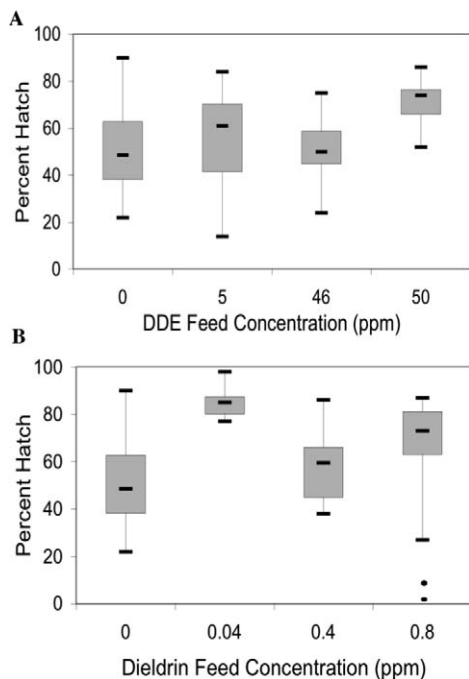 A
100
80
60
40
20
0
Percent Hatch
0 5 46 50
DDE Feed Concentration (ppm)
B
100
80
60
40
20
0
Percent Hatch
0 0.04 0.4 0.8
Dieldrin Feed Concentration (ppm)